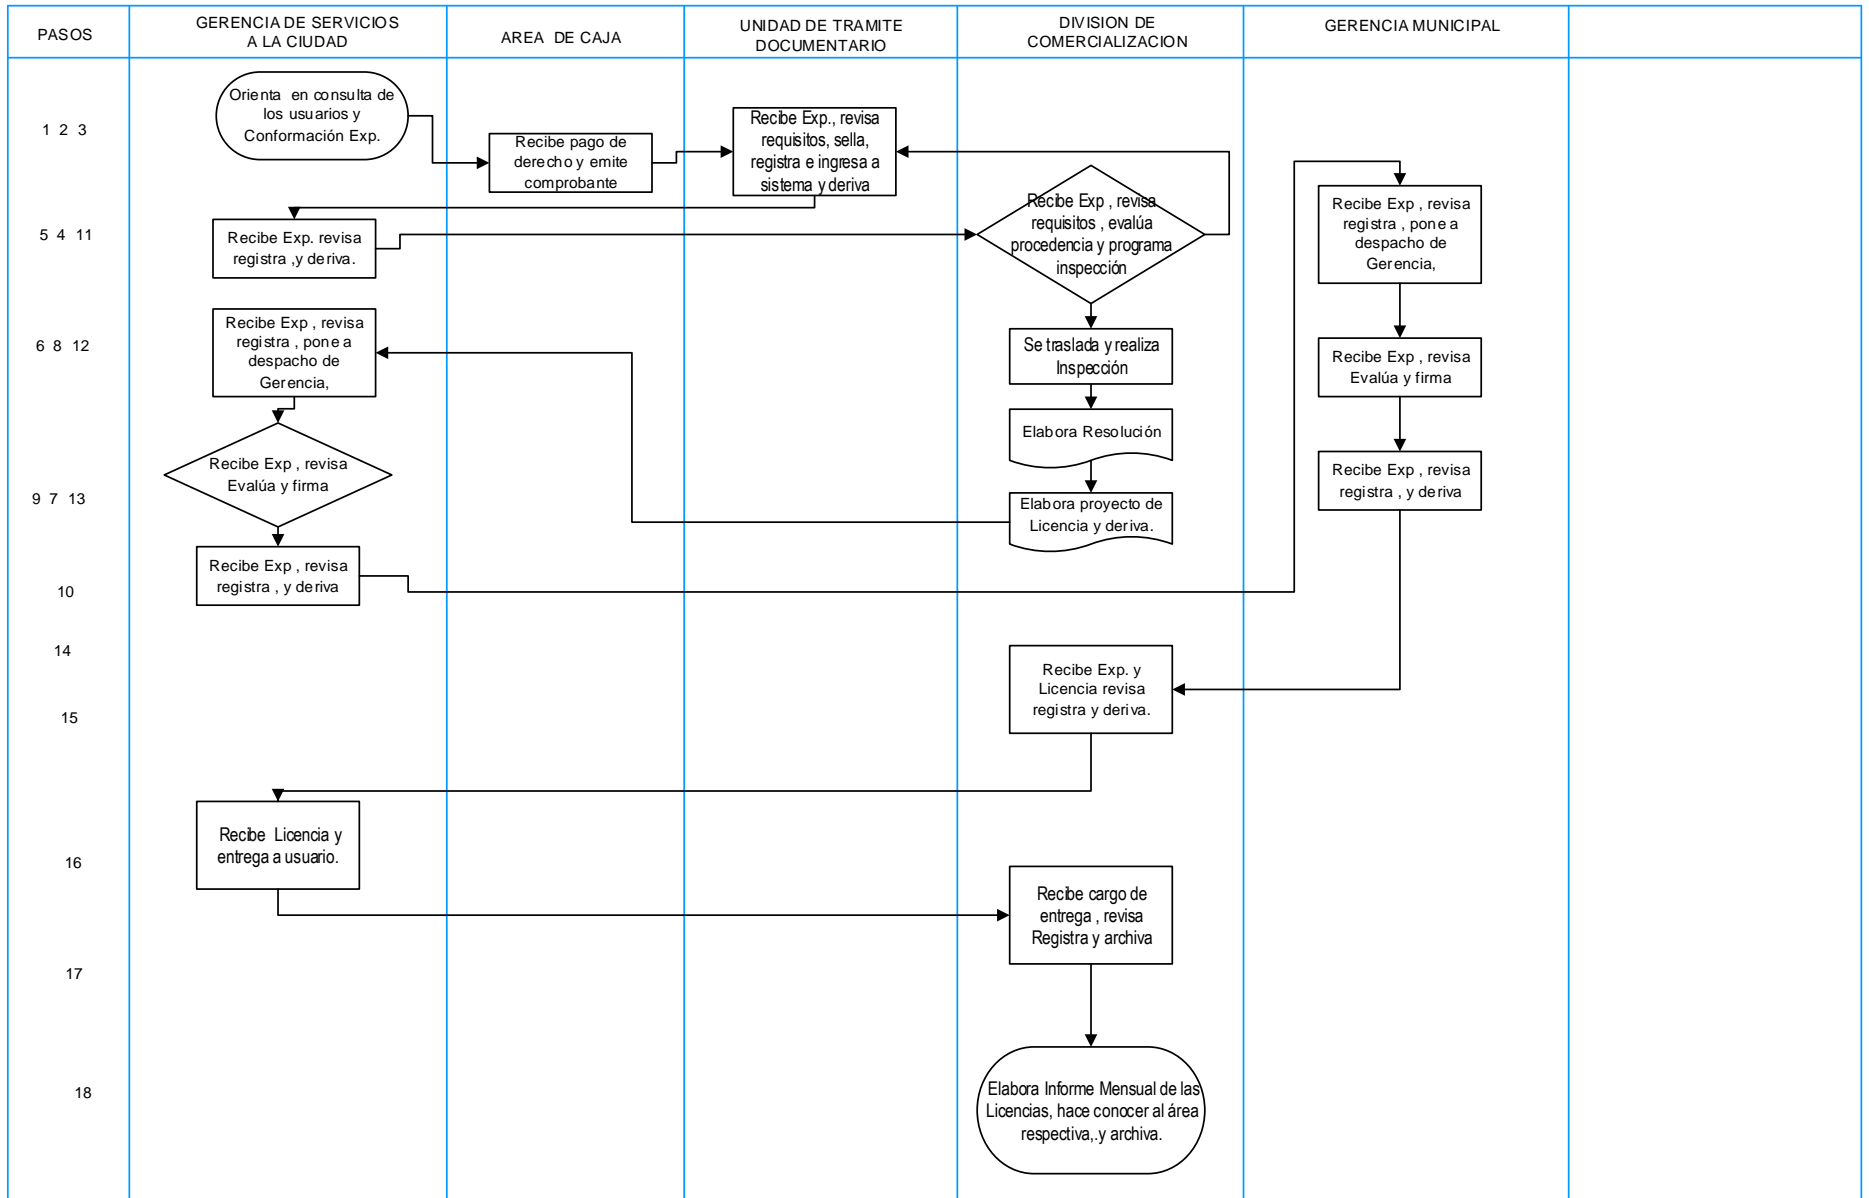 PASOS
GERENCIA DE SERVICIOS
A LA CIUDAD
AREA DE CAJA
UNIDAD DE TRAMITE
DOCUMENTARIO
DIVISION DE
COMERCIALIZACION
GERENCIA MUNICIPAL
1 2 3
Orienta en consulta de
los usuarios y
Conformación Exp.
Recibe pago de
derecho y emite
comprobante
Recibe Exp., revisa
requisitos, sella,
registra e ingresa a
sistema y deriva
5 4 11
Recibe Exp. revisa
registra ,y deriva.
Recibe Exp , revisa
requisitos , evalúa
procedencia y programa
inspección
Recibe Exp , revisa
registra , pone a
despacho de
Gerencia,
6 8 12
Recibe Exp , revisa
registra , pone a
despacho de
Gerencia,
Se traslada y realiza
Inspección
Recibe Exp , revisa
Evalúa y firma
Elabora Resolución
9 7 13
Recibe Exp , revisa
Evalúa y firma
Elabora proyecto de
Licencia y deriva.
Recibe Exp , revisa
registra , y deriva
10
Recibe Exp , revisa
registra , y deriva
14
Recibe Exp. y
Licencia revisa
registra y deriva.
15
Recibe Licencia y
entrega a usuario.
16
Recibe cargo de
entrega , revisa
Registra y archiva
17
18
Elabora Informe Mensual de las
Licencias, hace conocer al área
respectiva,.y archiva.